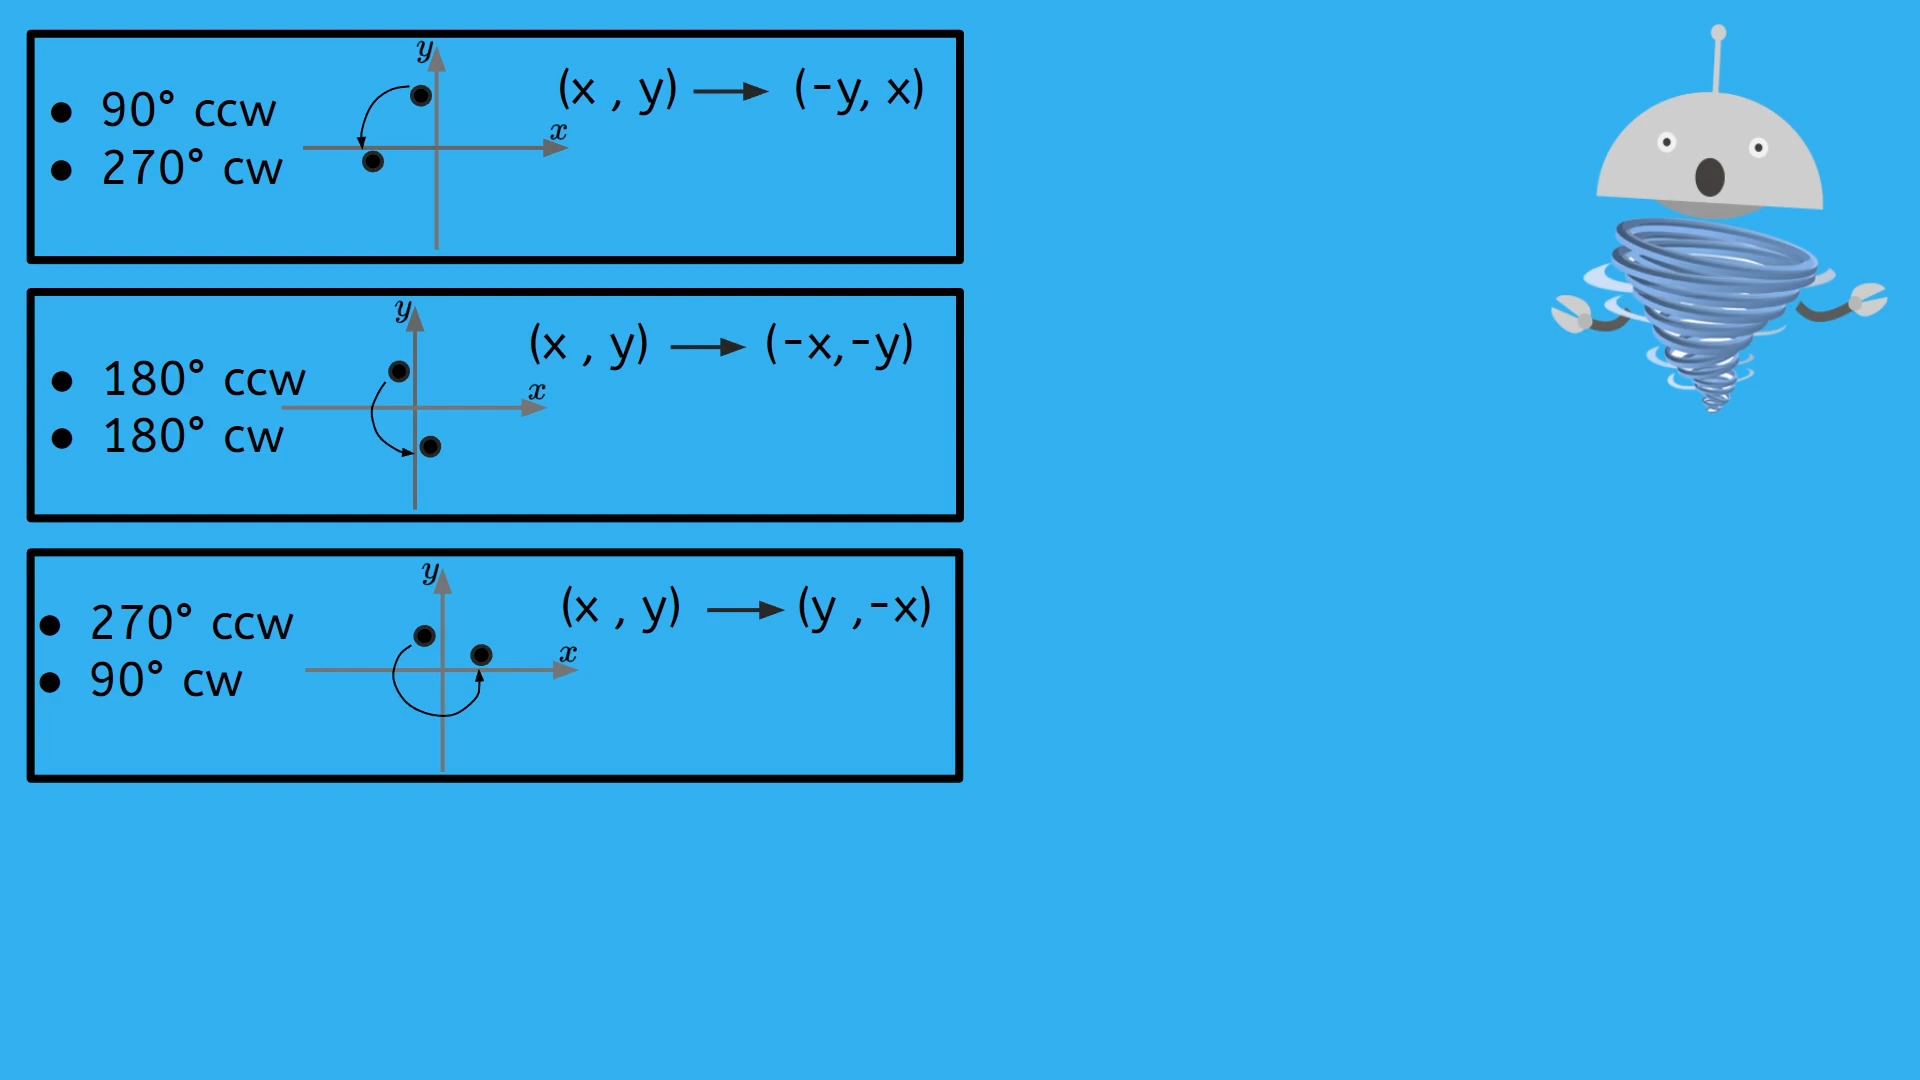 y
(x , y) → (-y, x)
● 90° ccw
x
● 270° cw
y
(x , y) → (-x,-y)
● 180° ccw
x
● 180° cw
y
(x , y) → (y ,-x)
● 270° ccw
x
● 90° cw